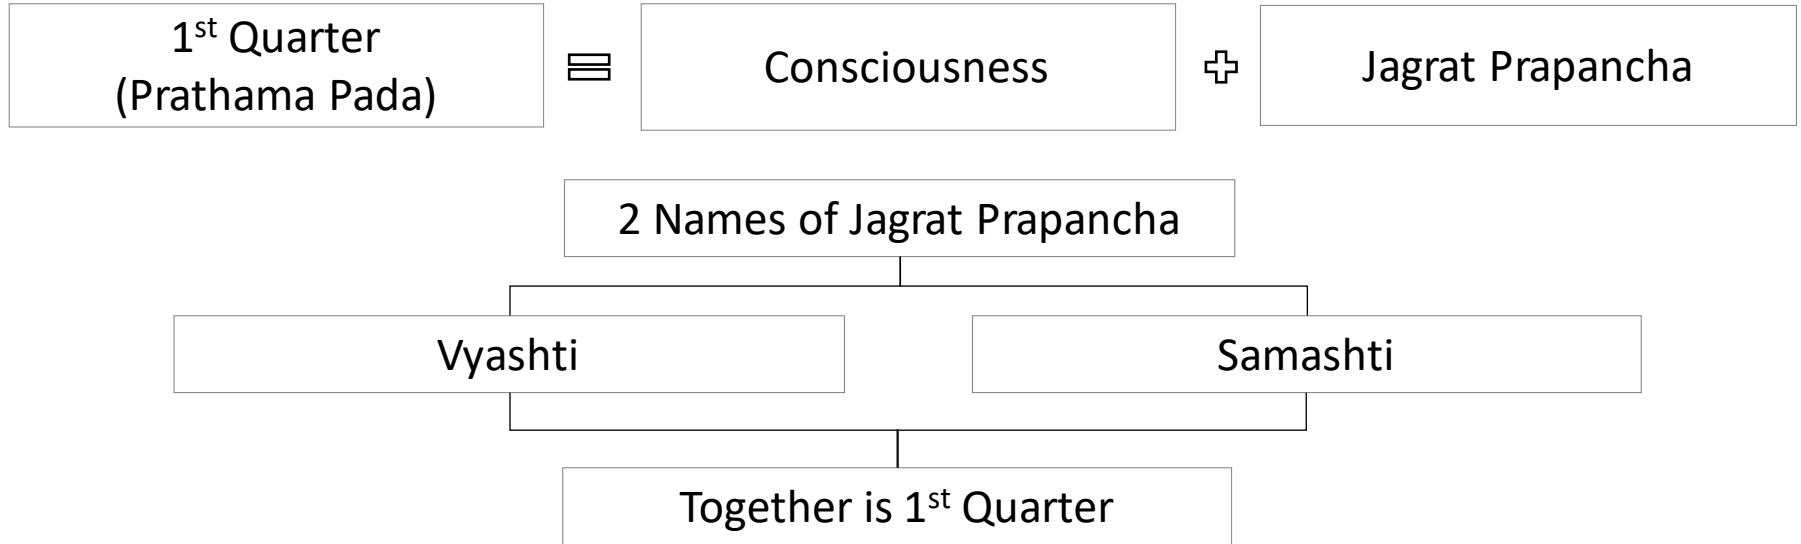 1st Quarter
(Prathama Pada)
Consciousness
Jagrat Prapancha
2 Names of Jagrat Prapancha
Vyashti
Samashti
Together is 1st Quarter